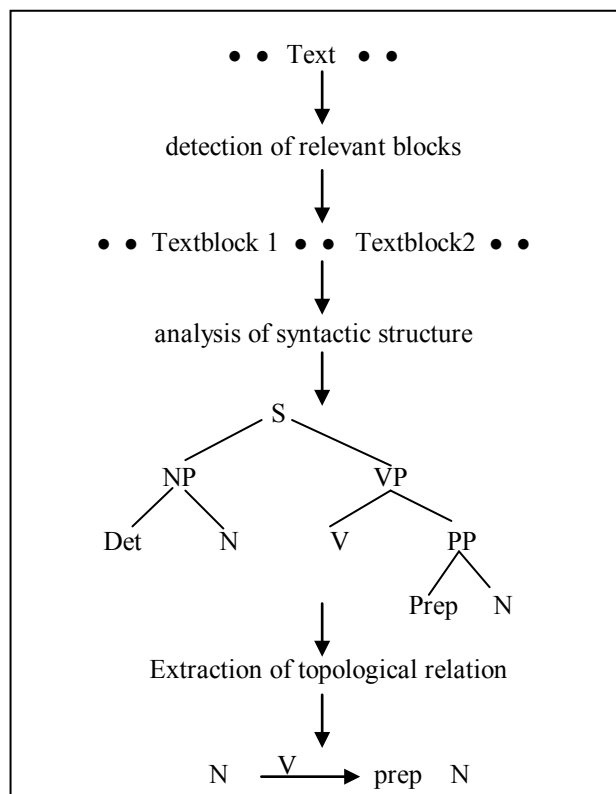 • • Text • •
detection of relevant blocks
• • Textblock 1 • • Textblock2 • •
analysis of syntactic structure
S
NP VP
Det N V PP
Prep N
Extraction of topological relation
N V prep N